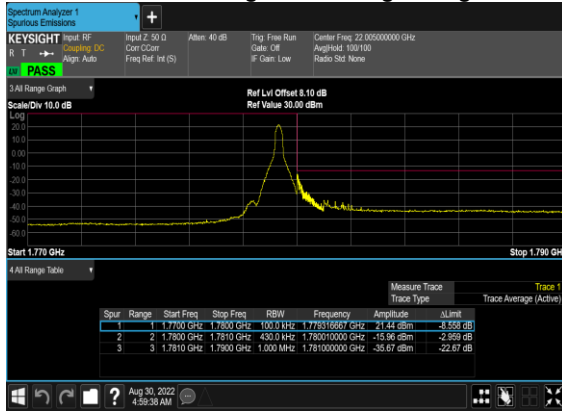 Spectrum Analyzer 1
Spurious Emissions
KEYSIGHT
R T
Input: RF
Coupling: DC
Align: Auto
Input Z: 50 Ω
Corr CCorr
Freq Ref: Int (S)
Atten: 40 dB
Trig: Free Run
Gate: Off
IF Gain: Low
Center Freq: 22.005000000 GHz
Avg|Hold: 100/100
Radio Std: None
PASS
3 All Range Graph
Ref Lvl Offset 8.10 dB
Scale/Div 10.0 dB
Ref Value 30.00 dBm
Log
20.0
10.0
0.00
-10.0
-20.0
-30.0
-40.0
-50.0
-60.0
Start 1.770 GHz
Stop 1.790 GH
4 All Range Table
Measure Trace Trace 1
Trace Type Trace Average (Active)
Spur Range Start Freq Stop Freq RBW Frequency Amplitude ΔLimit
1 1 1.7700 GHz 1.7800 GHz 100.0 kHz 1.779316667 GHz 21.44 dBm -8.558 dB
2 2 1.7800 GHz 1.7810 GHz 430.0 kHz 1.780010000 GHz -15.96 dBm -2.959 dB
3 3 1.7810 GHz 1.7900 GHz 1.000 MHz 1.781000000 GHz -35.67 dBm -22.67 dB
Aug 30, 2022
4:59:38 AM